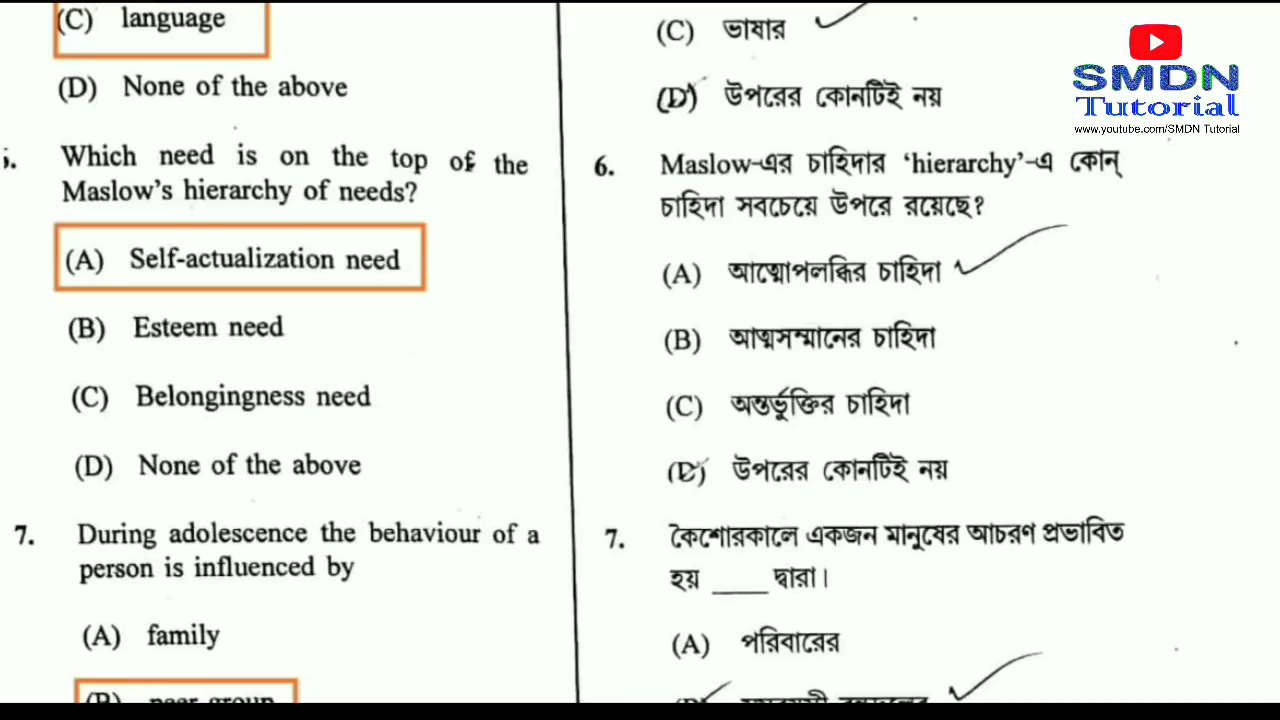 (C) language
(D) None of the above
Which need is on the top of the
Maslow's hierarchy of needs?
(A) Self-actualization need
(B) Esteem need
(C) Belongingness need
(D) None of the above
7. During adolescence the behaviour of a
person is influenced by
(A) family
(B) peer group
(C) ভাষার
(D) উপরের কোনটিই নয়
6. Maslow-এর চাহিদার ‘hierarchy’-এ কোন্
চাহিদা সবচেয়ে উপরে রয়েছে?
(A) আত্মোপলব্ধির চাহিদা
(B) আত্মসম্মানের চাহিদা
(C) অন্তর্ভুক্তির চাহিদা
(D) উপরের কোনটিই নয়
7. কৈশোরকালে একজন মানুষের আচরণ প্রভাবিত
হয় ____ দ্বারা।
(A) পরিবারের
SMDN
Tutorial
www.youtube.com/SMDN Tutorial